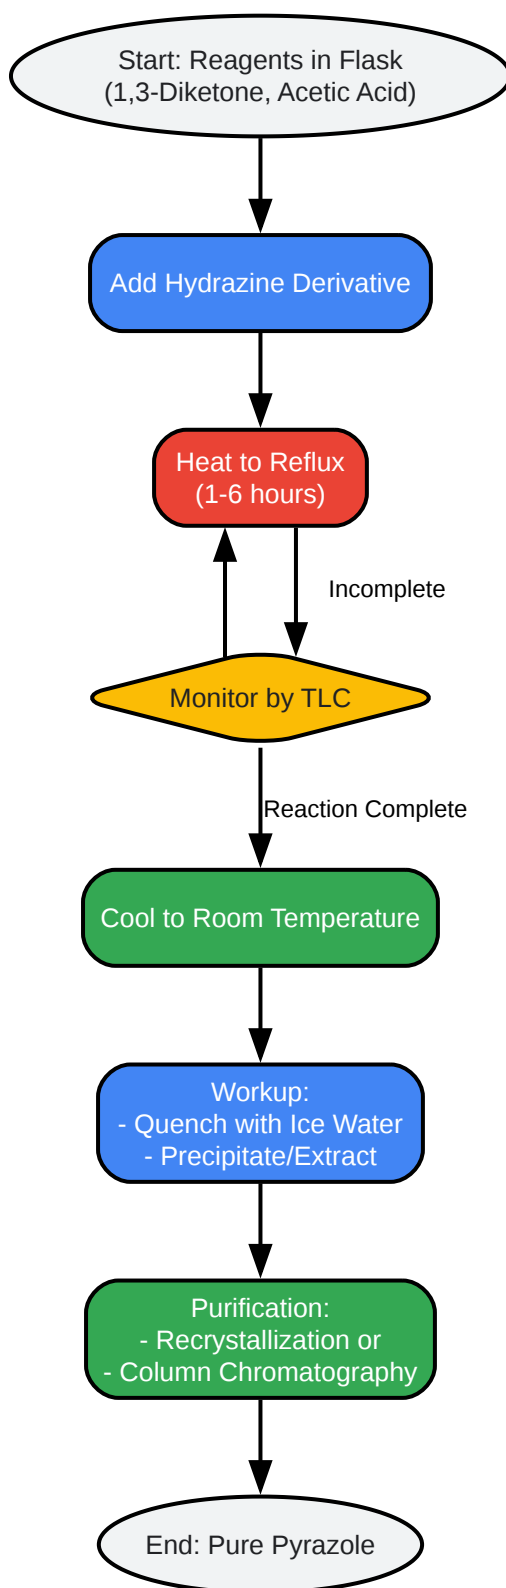 Start: Reagents in Flask
(1,3-Diketone, Acetic Acid)
Add Hydrazine Derivative
Heat to Reflux
(1-6 hours)
Incomplete
Monitor by TLC
Reaction Complete
Cool to Room Temperature
Workup:
- Quench with Ice Water
- Precipitate/Extract
Purification:
- Recrystallization or
- Column Chromatography
End: Pure Pyrazole